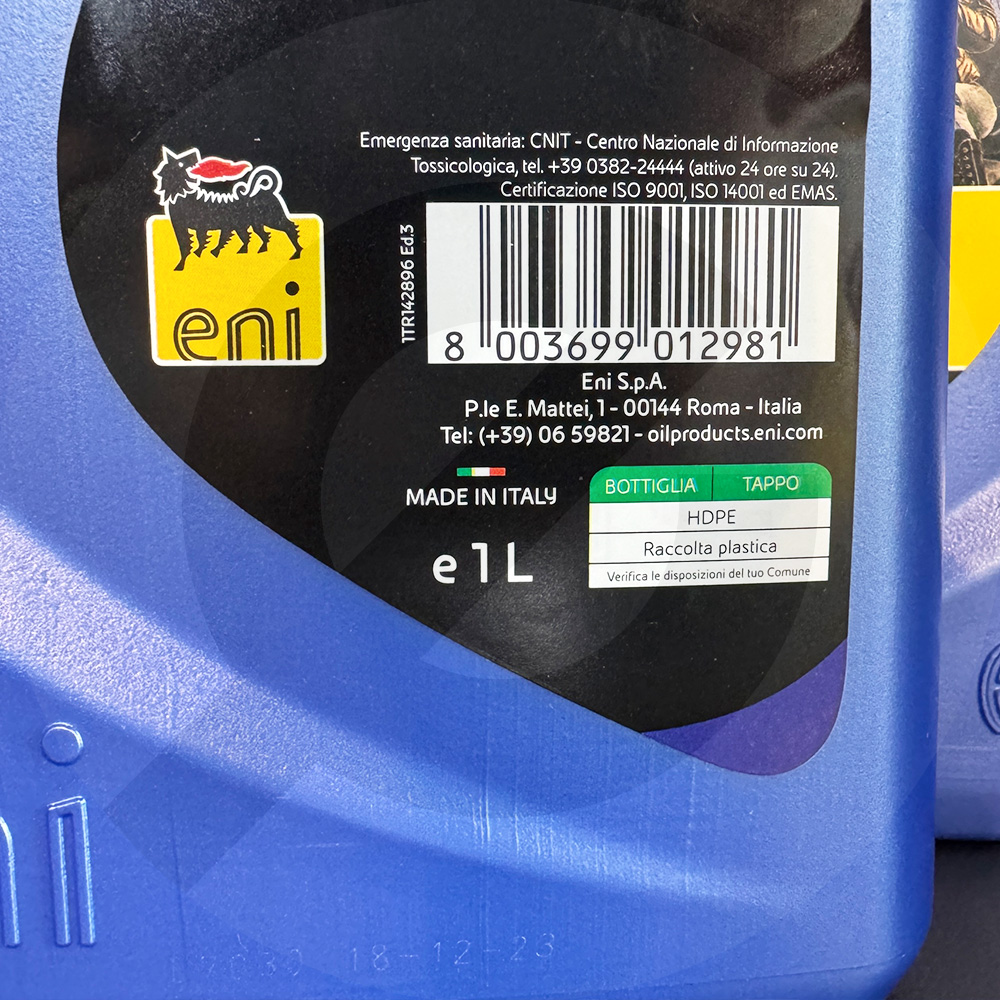 Emergenza sanitaria: CNIT - Centro Nazionale di Informazione
Tossicologica, tel. +39 0382-24444 (attivo 24 ore su 24).
Certificazione ISO 9001, ISO 14001 ed EMAS.
eni
1TR142896 Ed.3
8 003699 012981
Eni S.p.A.
P.le E. Mattei, 1 - 00144 Roma - Italia
Tel: (+39) 06 59821 - oilproducts.eni.com
MADE IN ITALY
e 1 L
BOTTIGLIA TAPPO
HDPE
Raccolta plastica
Verifica le disposizioni del tuo Comune
ni
18-12-23